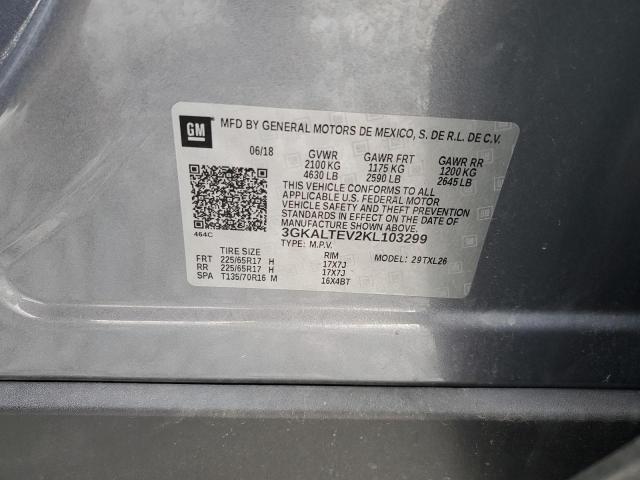 GM MFD BY GENERAL MOTORS DE MEXICO, S. DE R.L. DE C.V.
06/18 GVWR GAWR FRT GAWR RR
2100 KG 1175 KG 1200 KG
4630 LB 2590 LB 2645 LB
THIS VEHICLE CONFORMS TO ALL
APPLICABLE U.S. FEDERAL MOTOR
VEHICLE SAFETY AND THEFT PREVENTION
STANDARDS IN EFFECT ON THE DATE OF
MANUFACTURE SHOWN ABOVE.
464C 3GKALTEV2KL103299
TYPE: M.P.V. MODEL: 29TXL26
TIRE SIZE RIM
FRT 225/65R17 H 17X7J
RR 225/65R17 H 17X7J
SPA T135/70R16 M 16X4BT